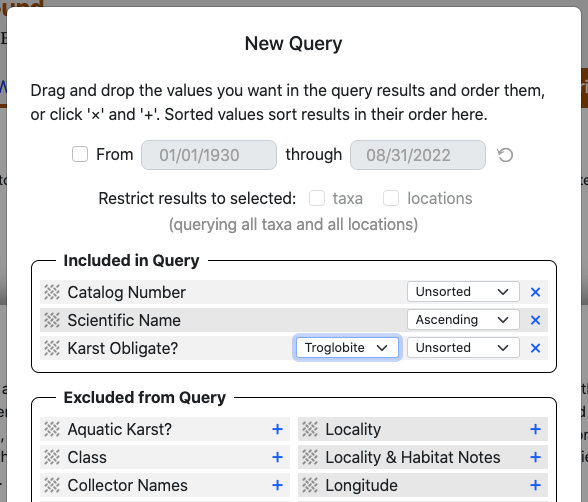 ound
New Query
Drag and drop the values you want in the query results and order them,
or click '×' and '+'. Sorted values sort results in their order here.
From 01/01/1930 through 08/31/2022
Restrict results to selected: taxa locations
(querying all taxa and all locations)
Included in Query
Catalog Number Unsorted ×
Scientific Name Ascending ×
Karst Obligate? Troglobite Unsorted ×
Excluded from Query
Aquatic Karst? + Locality +
Class + Locality & Habitat Notes +
Collector Names + Longitude +